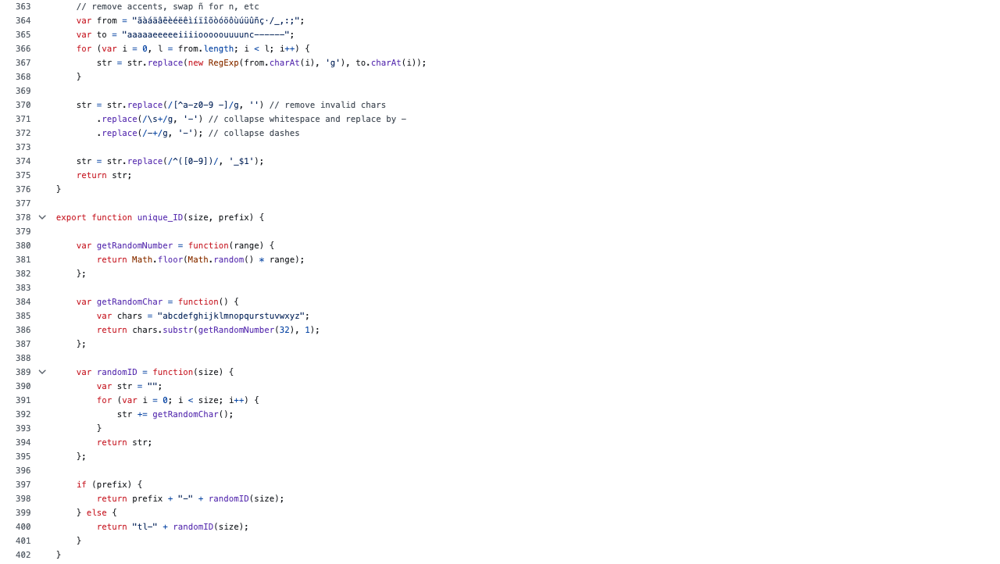 363 // remove accents, swap ñ for n, etc
364 var from = "ãàáäâẽèéëêìíïîõòóöôùúüûñç·/_,:;";
365 var to = "aaaaaeeeeeiiiiooooouuuunc------";
366 for (var i = 0, l = from.length; i < l; i++) {
367 str = str.replace(new RegExp(from.charAt(i), 'g'), to.charAt(i));
368 }
369
370 str = str.replace(/[^a-z0-9 -]/g, '') // remove invalid chars
371 .replace(/\s+/g, '-') // collapse whitespace and replace by -
372 .replace(/-+/g, '-'); // collapse dashes
373
374 str = str.replace(/^([0-9])/, '_$1');
375 return str;
376 }
377
378 export function unique_ID(size, prefix) {
379
380 var getRandomNumber = function(range) {
381 return Math.floor(Math.random() * range);
382 };
383
384 var getRandomChar = function() {
385 var chars = "abcdefghijklmnopqurstuvwxyz";
386 return chars.substr(getRandomNumber(32), 1);
387 };
388
389 var randomID = function(size) {
390 var str = "";
391 for (var i = 0; i < size; i++) {
392 str += getRandomChar();
393 }
394 return str;
395 };
396
397 if (prefix) {
398 return prefix + "-" + randomID(size);
399 } else {
400 return "tl-" + randomID(size);
401 }
402 }